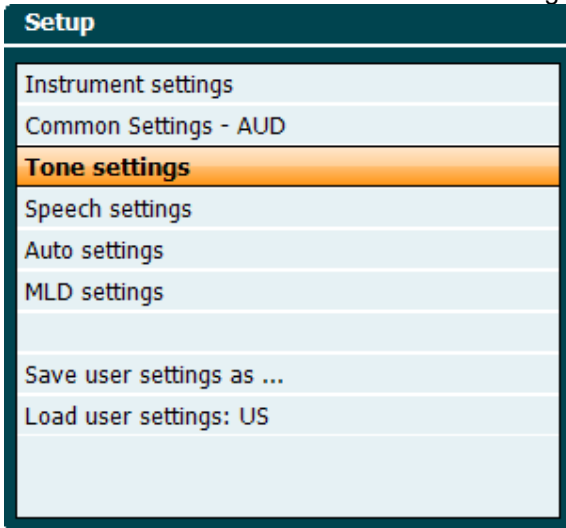 Setup
Instrument settings
Common Settings - AUD
Tone settings
Speech settings
Auto settings
MLD settings
Save user settings as ...
Load user settings: US